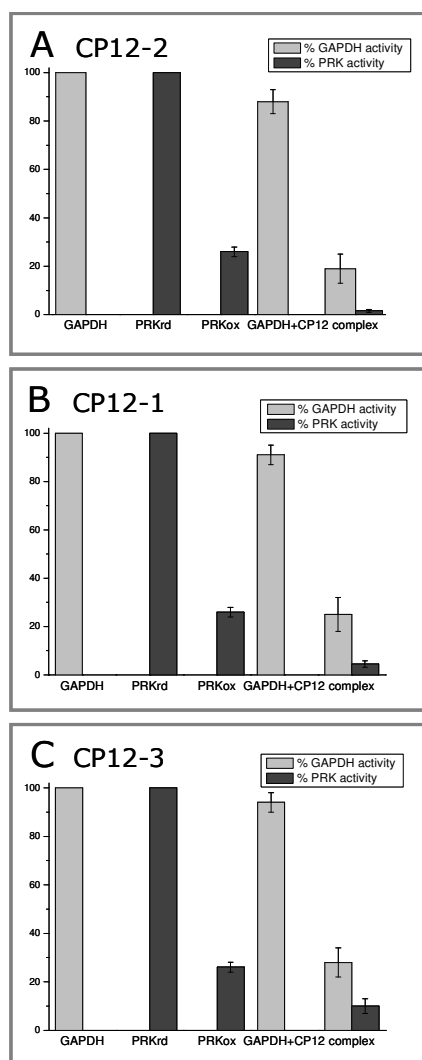 A CP12-2
% GAPDH activity
% PRK activity
100
80
60
40
20
0
GAPDH PRKrd PRKox GAPDH+CP12 complex
B CP12-1
% GAPDH activity
% PRK activity
100
80
60
40
20
0
GAPDH PRKrd PRKox GAPDH+CP12 complex
C CP12-3
% GAPDH activity
% PRK activity
100
80
60
40
20
0
GAPDH PRKrd PRKox GAPDH+CP12 complex